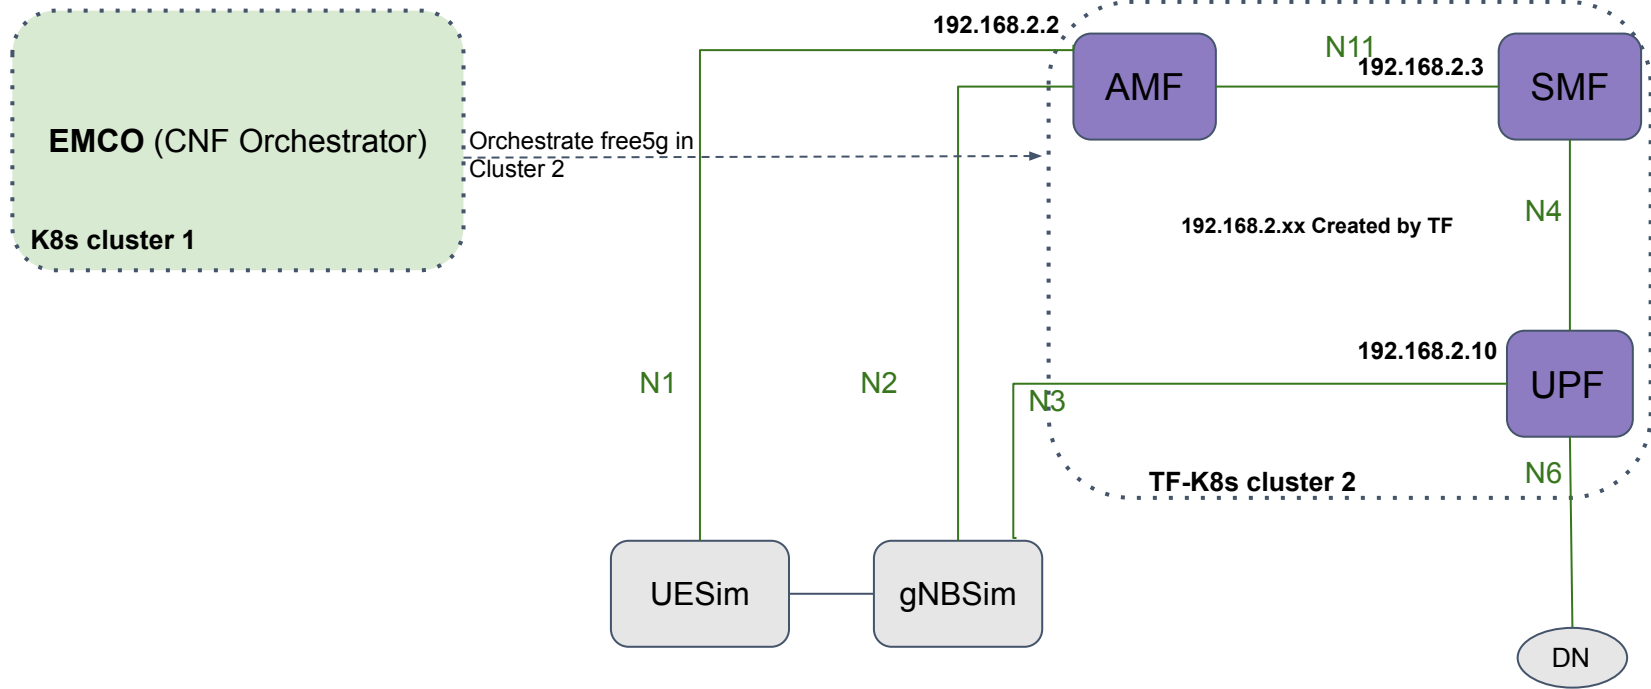 192.168.2.2
N11
192.168.2.3
AMF
SMF
EMCO (CNF Orchestrator)
Orchestrate free5g in
Cluster 2
K8s cluster 1
192.168.2.xx Created by TF
N4
192.168.2.10
N1
N2
N3
UPF
TF-K8s cluster 2
N6
UESim
gNBSim
DN